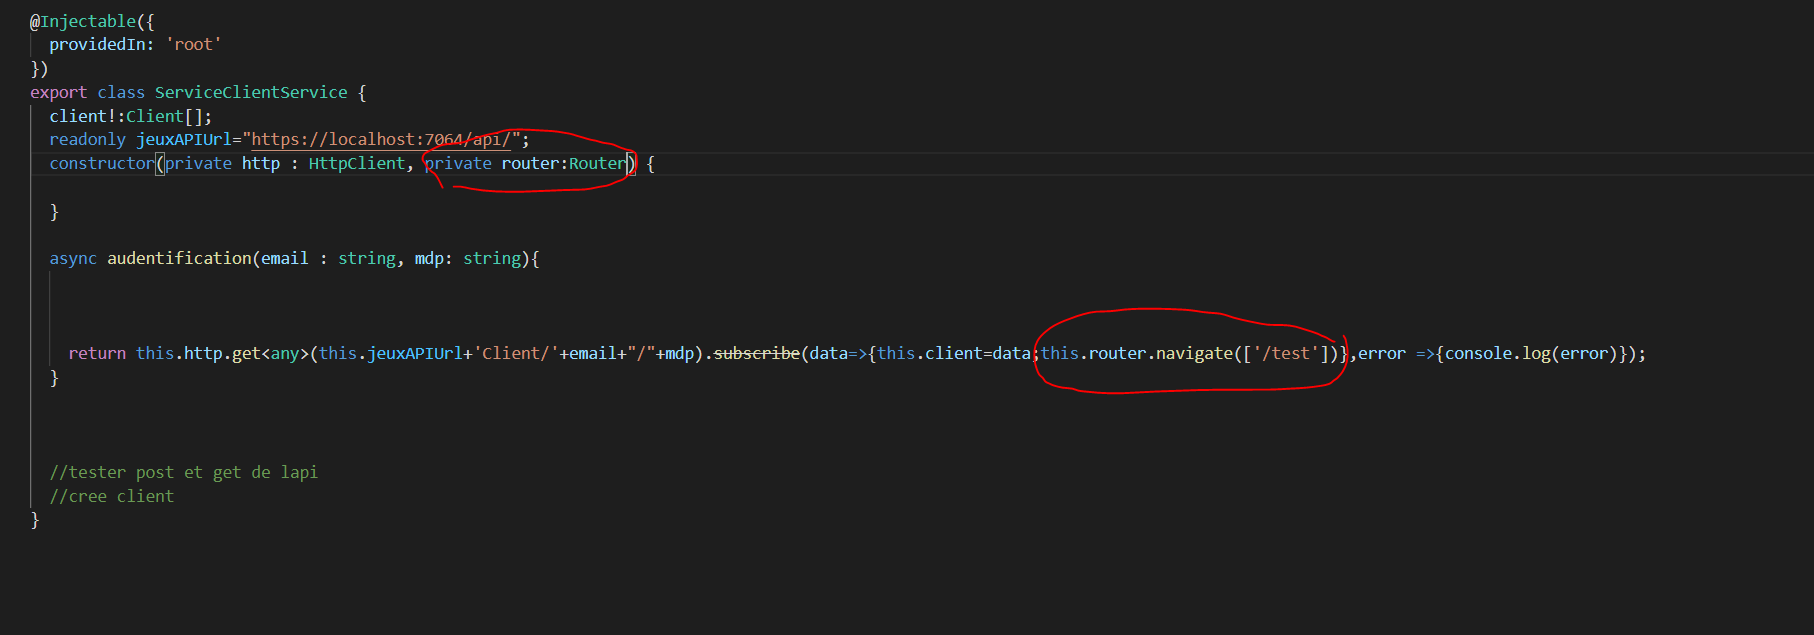 @Injectable({
providedIn: 'root'
})
export class ServiceClientService {
client!:Client[];
readonly jeuxAPIUrl="https://localhost:7064/api/";
constructor(private http : HttpClient, private router:Router) {
}
async audentification(email : string, mdp: string){
return this.http.get<any>(this.jeuxAPIUrl+'Client/'+email+"/"+mdp).subscribe(data=>{this.client=data;this.router.navigate(['/test'])},error =>{console.log(error)});
}
//tester post et get de lapi
//cree client
}